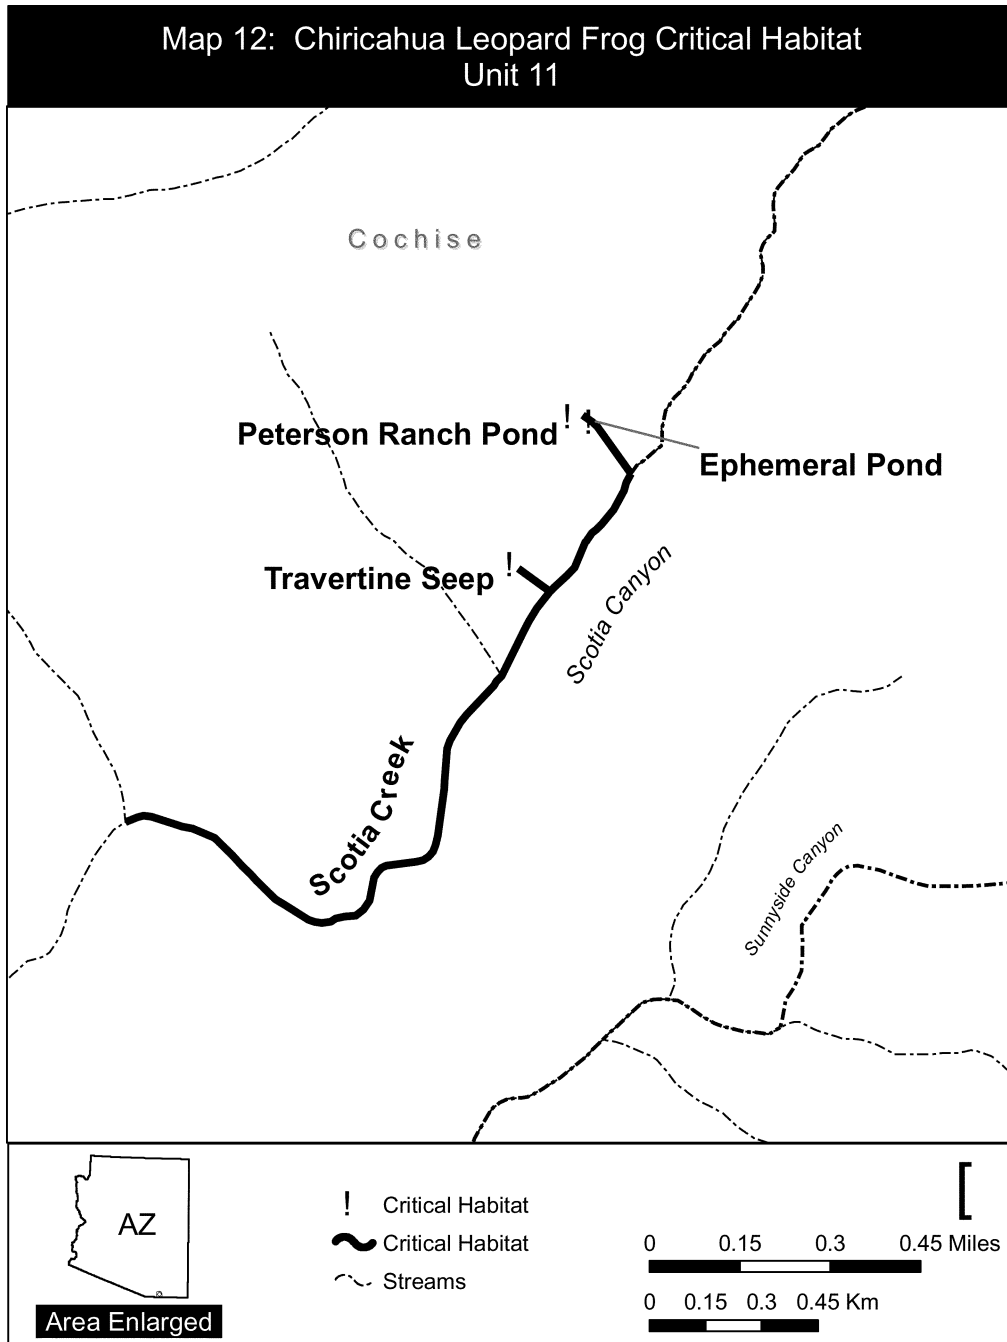 Map 12: Chiricahua Leopard Frog Critical Habitat
Unit 11
Cochise
!
!
Peterson Ranch Pond
Ephemeral Pond
!
Travertine Seep
Scotia Canyon
Scotia Creek
Sunnyside Canyon
AZ
Area Enlarged
! Critical Habitat
Critical Habitat
Streams
[
0 0.15 0.3 0.45 Miles
0 0.15 0.3 0.45 Km